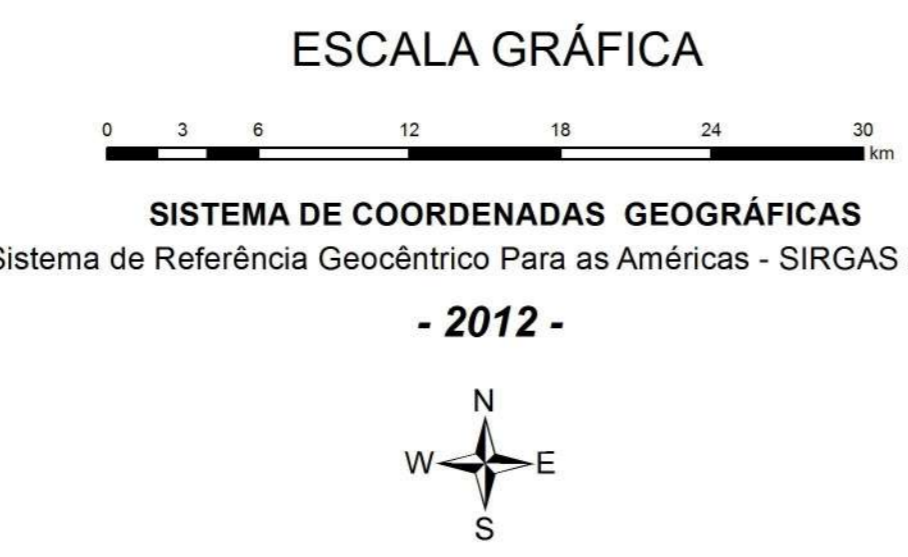 ESCALA GRÁFICA
0 3 6 12 18 24 30
km
SISTEMA DE COORDENADAS GEOGRÁFICAS
Sistema de Referência Geocêntrico Para as Américas - SIRGAS
- 2012 -
N
W E
S